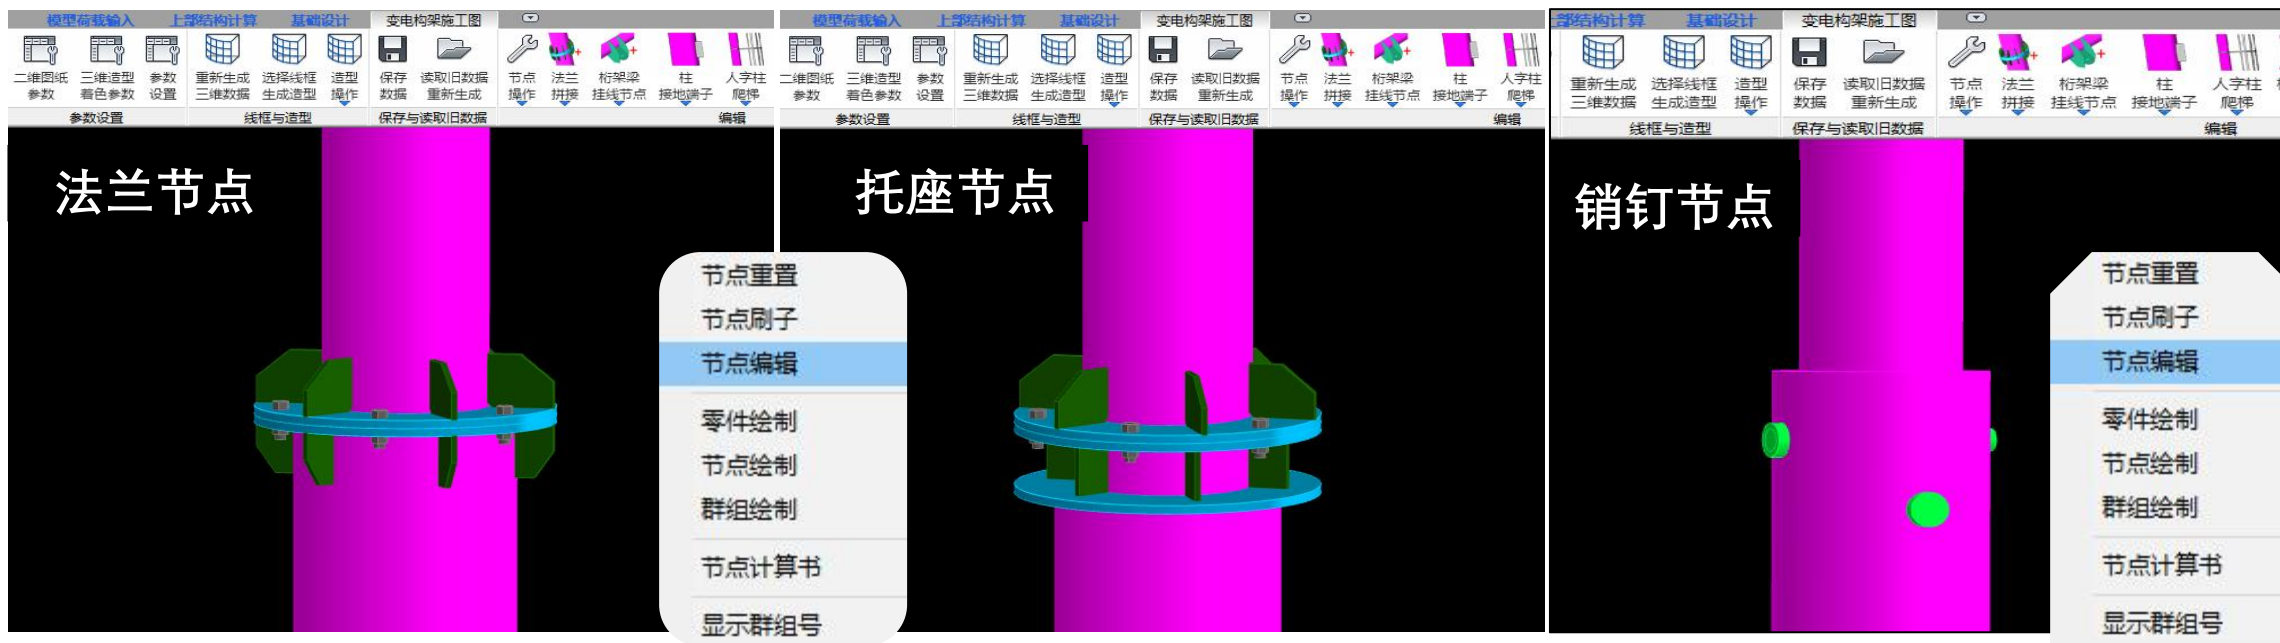 模型荷载输入 上部结构计算 基础设计 变电构架施工图
二维图纸 三维造型 参数 重新生成 选择线框 造型 保存 读取旧数据 节点 法兰 桁架梁 柱 人字柱
参数 着色参数 设置 三维数据 生成造型 操作 数据 重新生成 操作 拼接 挂线节点 接地端子 爬梯
参数设置 线框与造型 保存与读取旧数据 编辑
法兰节点
节点重置
节点刷子
节点编辑
零件绘制
节点绘制
群组绘制
节点计算书
显示群组号
模型荷载输入 上部结构计算 基础设计 变电构架施工图
二维图纸 三维造型 参数 重新生成 选择线框 造型 保存 读取旧数据 节点 法兰 桁架梁 柱 人字柱
参数 着色参数 设置 三维数据 生成造型 操作 数据 重新生成 操作 拼接 挂线节点 接地端子 爬梯
参数设置 线框与造型 保存与读取旧数据 编辑
托座节点
上部结构计算 基础设计 变电构架施工图
重新生成 选择线框 造型 保存 读取旧数据 节点 法兰 桁架梁 柱 人字柱
三维数据 生成造型 操作 数据 重新生成 操作 拼接 挂线节点 接地端子 爬梯
线框与造型 保存与读取旧数据 编辑
销钉节点
节点重置
节点刷子
节点编辑
零件绘制
节点绘制
群组绘制
节点计算书
显示群组号